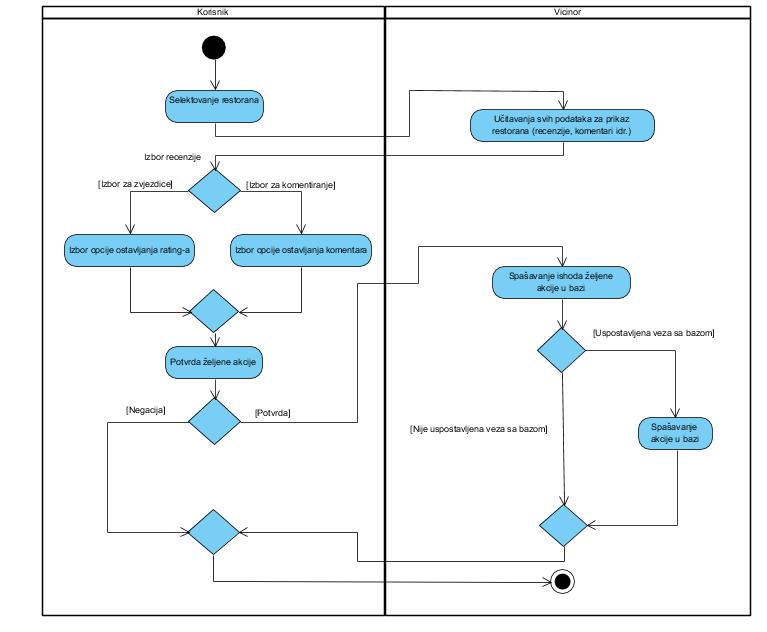 Korisnik
Vicinor
Selektovanje restorana
Učitavanja svih podataka za prikaz
restorana (recenzije, komentari idr.)
Izbor recenzije
[Izbor za zvjezdice]
[Izbor za komentiranje]
Izbor opcije ostavljanja rating-a
Izbor opcije ostavljanja komentara
Spašavanje ishoda željene
akcije u bazi
[Uspostavljena veza sa bazom]
Potvrda željene akcije
[Negacija]
[Potvrda]
[Nije uspostavljena veza sa bazom]
Spašavanje
akcije u bazi